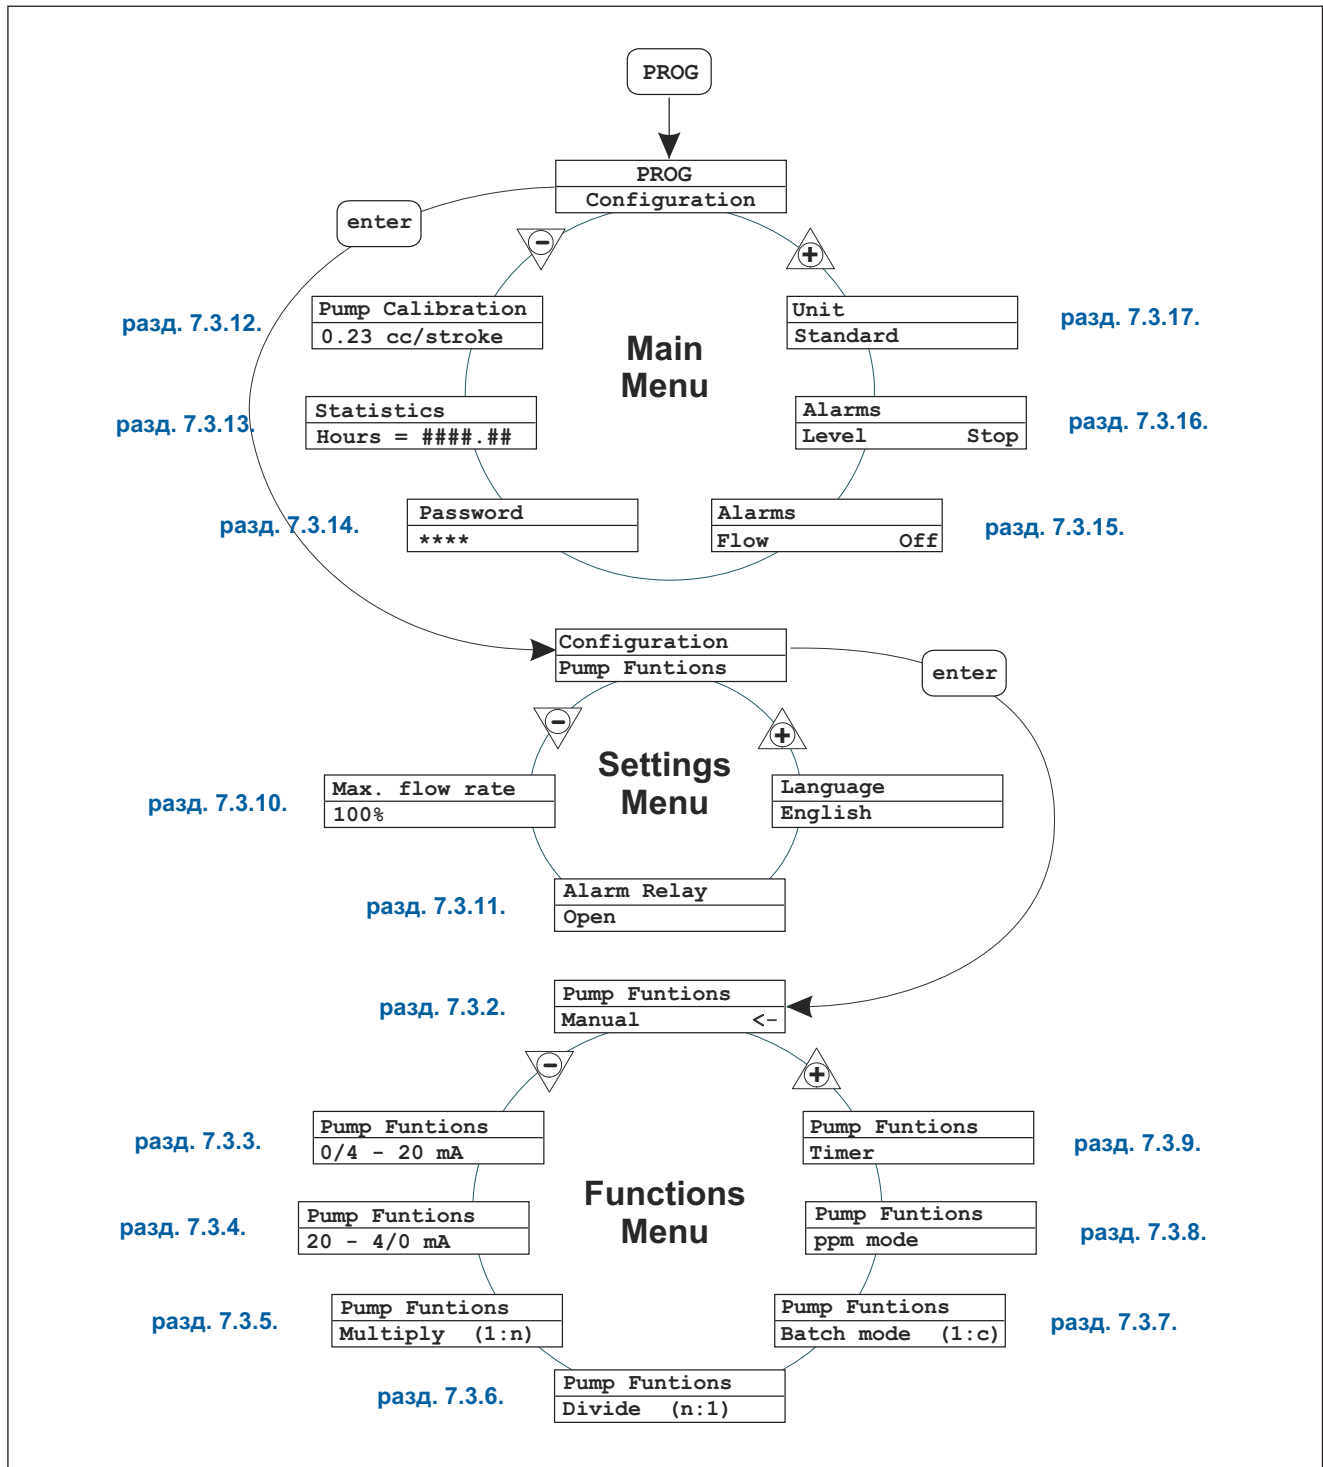 PROG
PROG
Configuration
enter
−
+
разд. 7.3.12.
Pump Calibration
0.23 cc/stroke
Main
Menu
Unit
Standard
разд. 7.3.17.
разд. 7.3.13.
Statistics
Hours = ####.##
Alarms
Level Stop
разд. 7.3.16.
разд. 7.3.14.
Password
****
Alarms
Flow Off
разд. 7.3.15.
Configuration
Pump Funtions
enter
−
+
Settings
Menu
разд. 7.3.10.
Max. flow rate
100%
Language
English
разд. 7.3.11.
Alarm Relay
Open
разд. 7.3.2.
Pump Funtions
Manual <-
−
+
разд. 7.3.3.
Pump Funtions
0/4 - 20 mA
Pump Funtions
Timer
разд. 7.3.9.
Functions
Menu
разд. 7.3.4.
Pump Funtions
20 - 4/0 mA
Pump Funtions
ppm mode
разд. 7.3.8.
разд. 7.3.5.
Pump Funtions
Multiply (1:n)
Pump Funtions
Batch mode (1:c)
разд. 7.3.7.
разд. 7.3.6.
Pump Funtions
Divide (n:1)